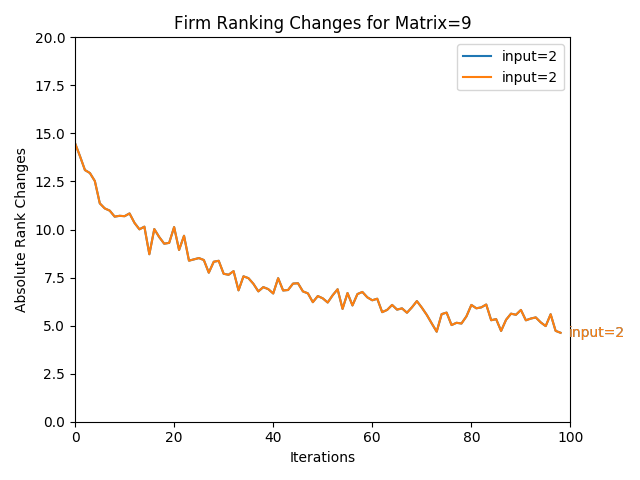 Firm Ranking Changes for Matrix=9
20.0
17.5
15.0
12.5
10.0
7.5
5.0
2.5
0.0
Absolute Rank Changes
input=2
input=2
input=2
0 20 40 60 80 100
Iterations